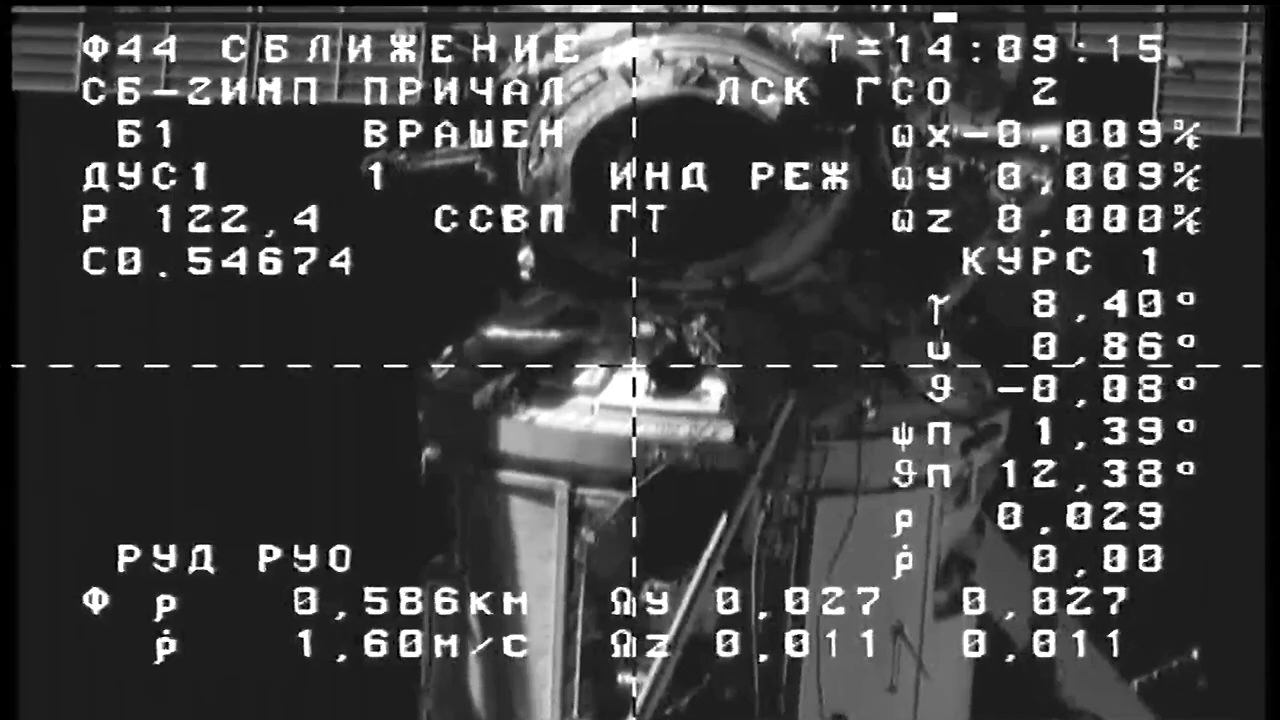 Ф44 СБЛИЖЕНИЕ Т=14:09:15
СБ-2ИМП ПРИЧАЛ ЛСК ГСО 2
Б1 ВРАШЕН ωX-0,009%
ДУС1 1 ИНД РЕЖ ωУ 0,009%
Р 122,4 ССВП ГТ ωZ 0,000%
С0.54674 КУРС 1
γ 8,40°
0,86°
ϑ -0,08°
ψП 1,39°
ϑП 12,38°
ρ 0,029
РУД РУО ρ̇ 0,00
Ф ρ 0,586КМ ΩУ 0,027 0,027
ρ̇ 1,60М/С ΩZ 0,011 0,011